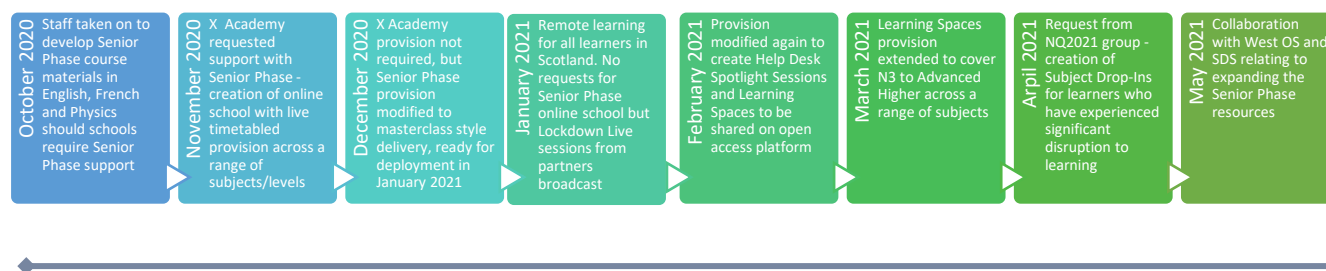 October 2020
Staff taken on to
develop Senior
Phase course
materials in
English, French
and Physics
should schools
require Senior
Phase support
November 2020
X Academy
requested
support with
Senior Phase -
creation of online
school with live
timetabled
provision across a
range of
subjects/levels
December 2020
X Academy
provision not
required, but
Senior Phase
provision
modified to
masterclass style
delivery, ready for
deployment in
January 2021
January 2021
Remote learning
for all learners in
Scotland. No
requests for
Senior Phase
online school but
Lockdown Live
sessions from
partners
broadcast
February 2021
Provision
modified again to
create Help Desk
Spotlight Sessions
and Learning
Spaces to be
shared on open
access platform
March 2021
Learning Spaces
provision
extended to cover
N3 to Advanced
Higher across a
range of subjects
Arpil 2021
Request from
NQ2021 group -
creation of
Subject Drop-Ins
for learners who
have experienced
significant
disruption to
learning
May 2021
Collaboration
with West OS and
SDS relating to
expanding the
Senior Phase
resources